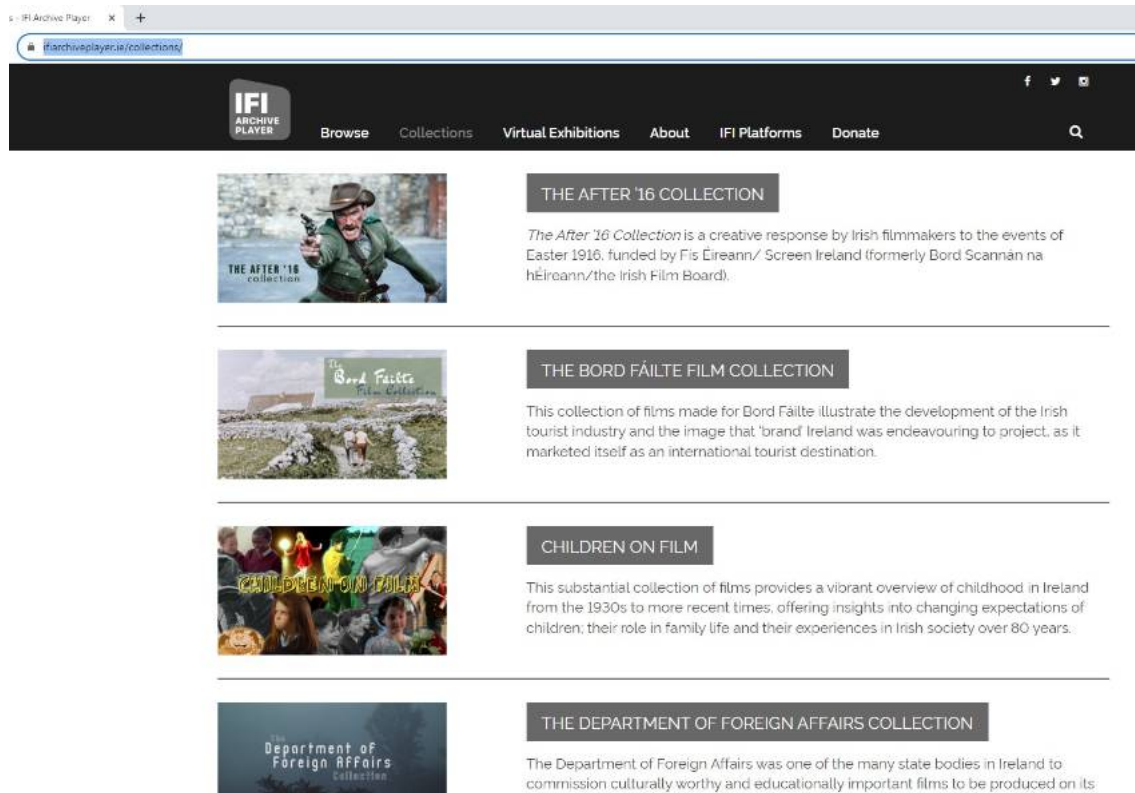 s - IFI Archive Player
ifiarchiveplayer.ie/collections/
IFI
ARCHIVE
PLAYER
Browse Collections Virtual Exhibitions About IFI Platforms Donate
THE AFTER '16
collection
THE AFTER '16 COLLECTION
The After '16 Collection is a creative response by Irish filmmakers to the events of
Easter 1916, funded by Fís Éireann/ Screen Ireland (formerly Bord Scannán na
hÉireann/the Irish Film Board).
The
Bord Failte
Film Collection
THE BORD FÁILTE FILM COLLECTION
This collection of films made for Bord Fáilte illustrate the development of the Irish
tourist industry and the image that 'brand' Ireland was endeavouring to project, as it
marketed itself as an international tourist destination.
CHILDREN ON FILM
CHILDREN ON FILM
This substantial collection of films provides a vibrant overview of childhood in Ireland
from the 1930s to more recent times, offering insights into changing expectations of
children; their role in family life and their experiences in Irish society over 80 years.
The
Department of
Foreign Affairs
Collection
THE DEPARTMENT OF FOREIGN AFFAIRS COLLECTION
The Department of Foreign Affairs was one of the many state bodies in Ireland to
commission culturally worthy and educationally important films to be produced on its